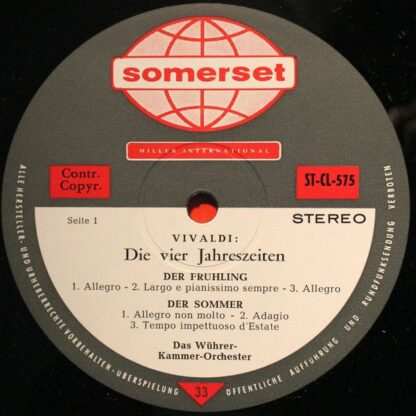 somerset
MILLER INTERNATIONAL
Contr.
Copyr.
ST-CL-575
Seite 1
STEREO
VIVALDI:
Die vier Jahreszeiten
DER FRÜHLING
1. Allegro - 2. Largo e pianissimo sempre - 3. Allegro
DER SOMMER
1. Allegro non molto - 2. Adagio
3. Tempo impettuoso d'Estate
Das Wührer-
Kammer-Orchester
33
ALLE HERSTELLER- UND URHEBERRECHTE VORBEHALTEN - ÜBERSPIELUNG
ÖFFENTLICHE AUFFÜHRUNG UND RUNDFUNKSENDUNG VERBOTEN